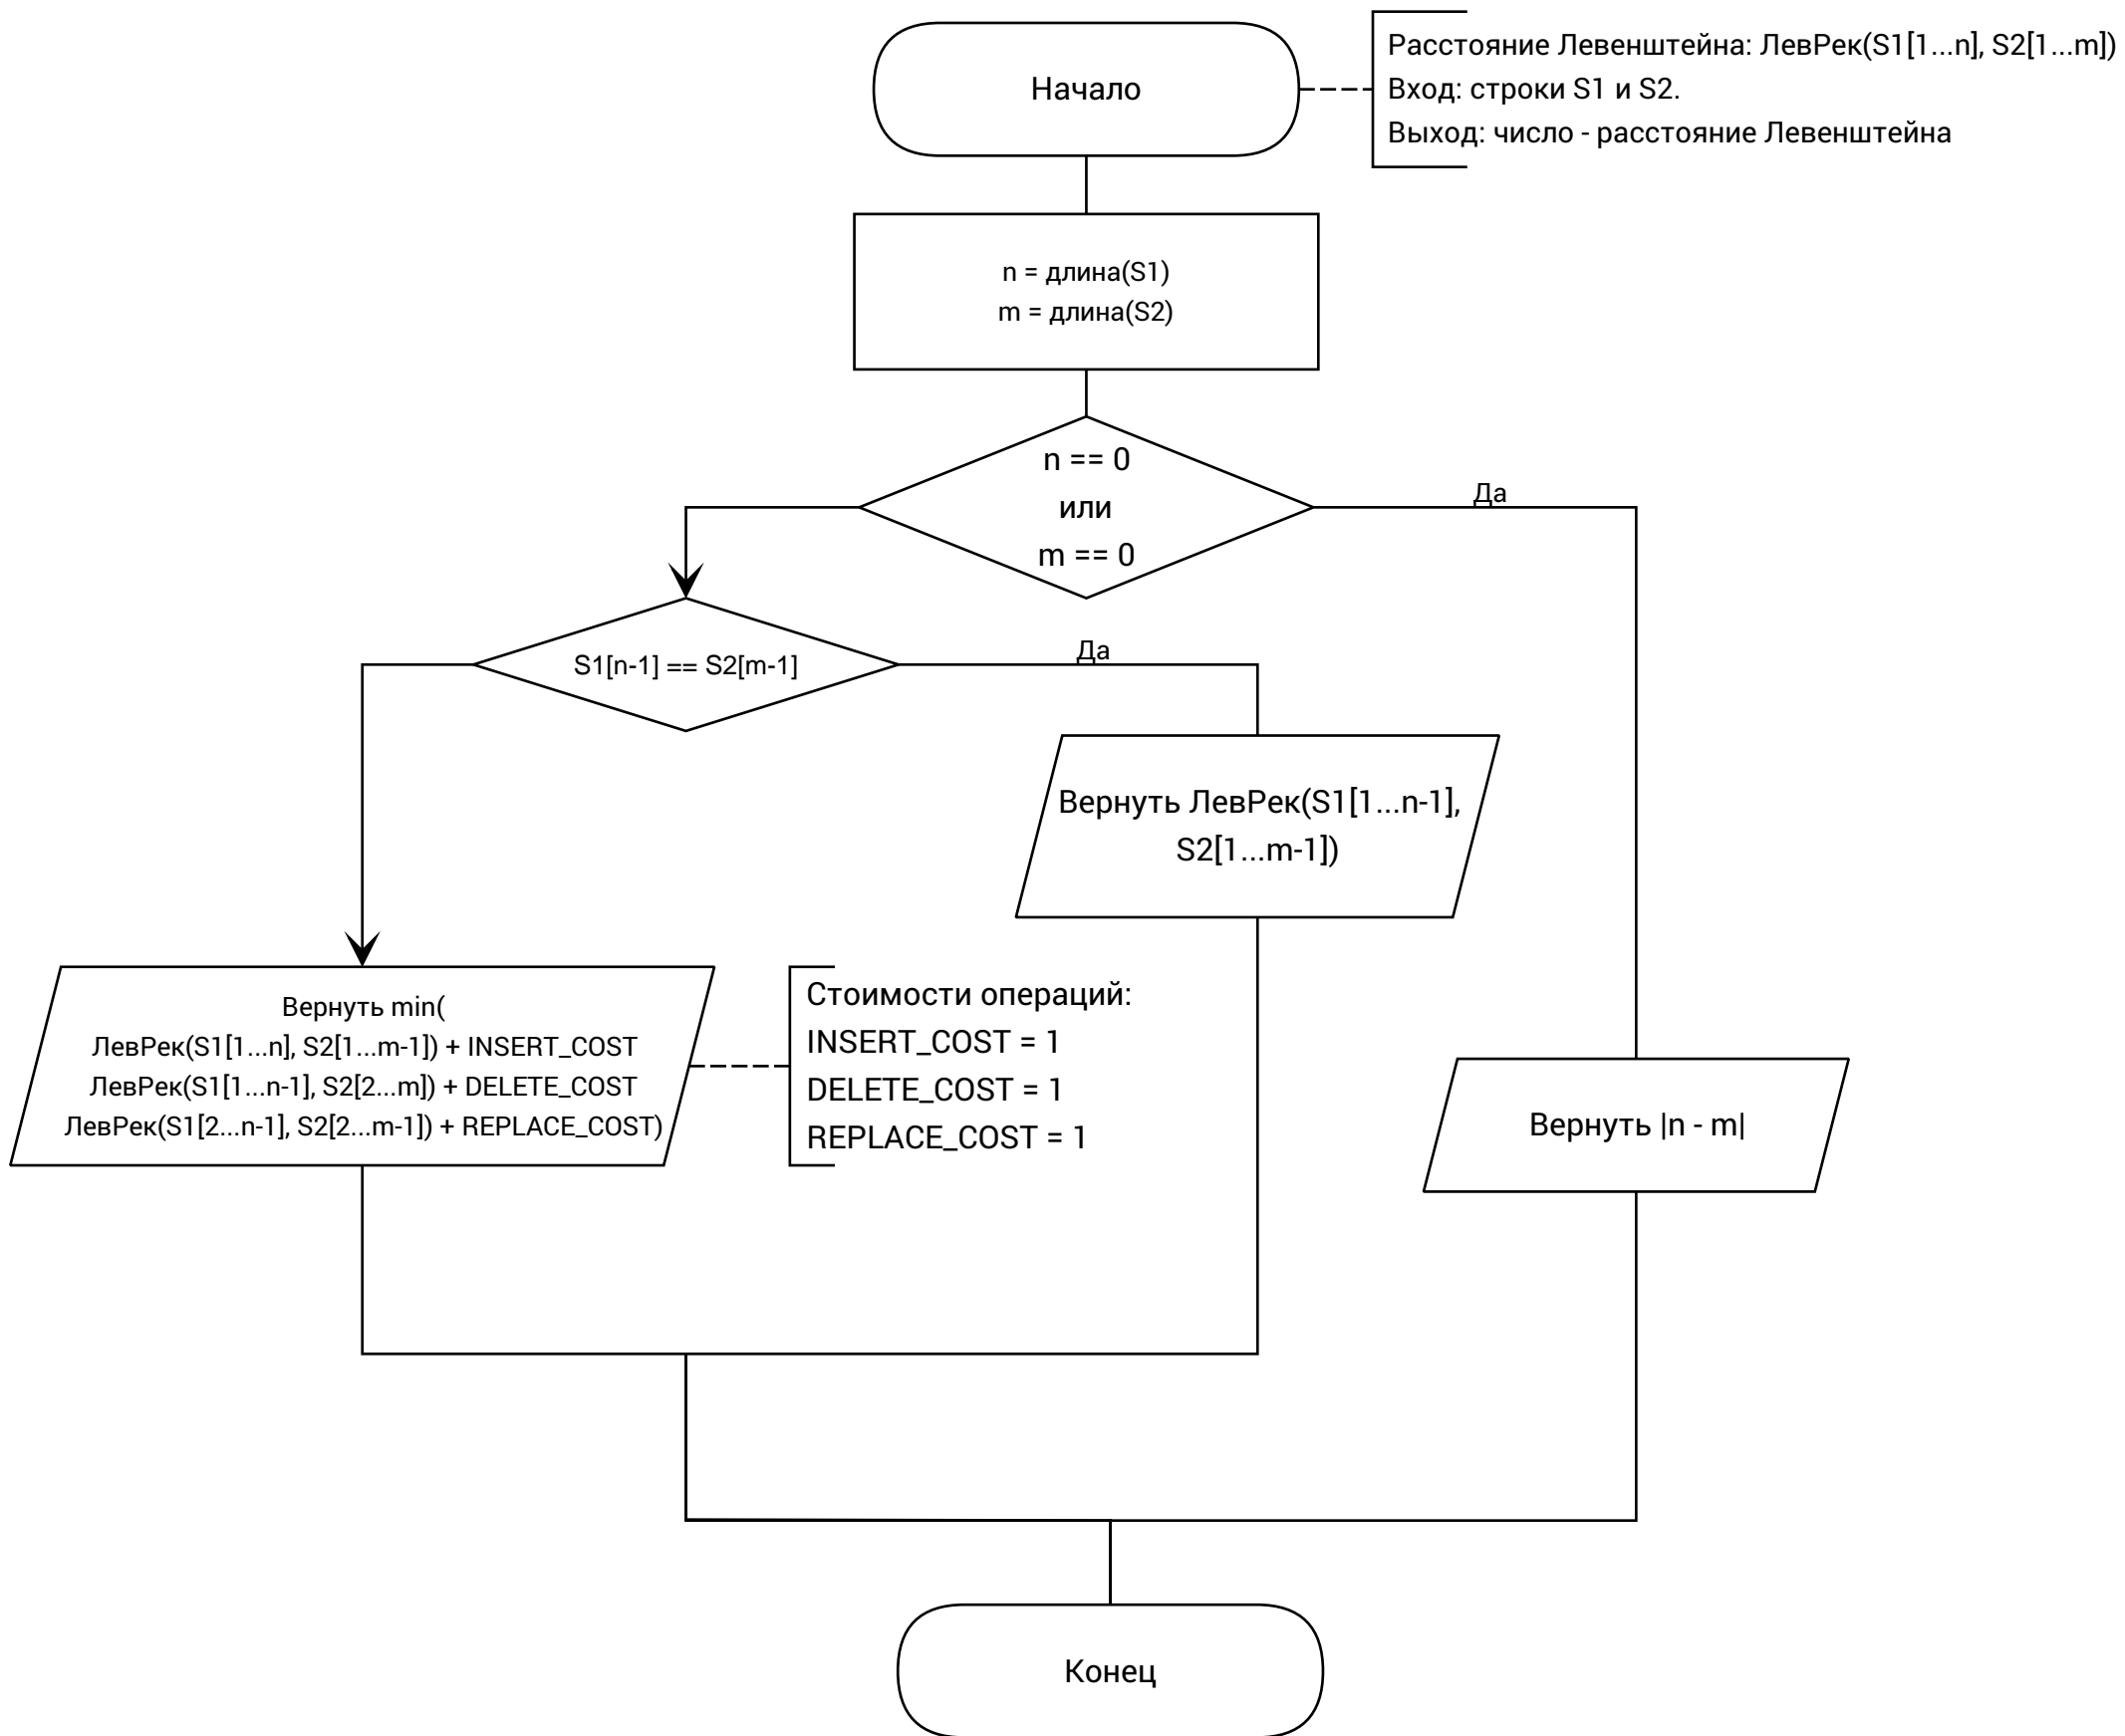 Начало
Расстояние Левенштейна: ЛевРек(S1[1...n], S2[1...m])
Вход: строки S1 и S2.
Выход: число - расстояние Левенштейна
n = длина(S1)
m = длина(S2)
n == 0
или
m == 0
Да
S1[n-1] == S2[m-1]
Да
Вернуть ЛевРек(S1[1...n-1],
S2[1...m-1])
Вернуть min(
ЛевРек(S1[1...n], S2[1...m-1]) + INSERT_COST
ЛевРек(S1[1...n-1], S2[2...m]) + DELETE_COST
ЛевРек(S1[2...n-1], S2[2...m-1]) + REPLACE_COST)
Стоимости операций:
INSERT_COST = 1
DELETE_COST = 1
REPLACE_COST = 1
Вернуть |n - m|
Конец